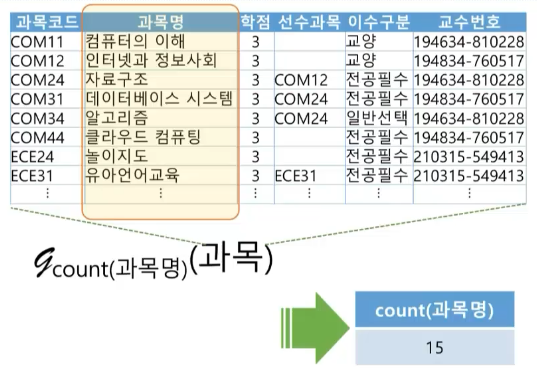 과목코드 과목명 학점 선수과목 이수구분 교수번호
COM11 컴퓨터의 이해 3 교양 194634-810228
COM12 인터넷과 정보사회 3 교양 194834-760517
COM24 자료구조 3 COM12 전공필수 194634-810228
COM31 데이터베이스 시스템 3 COM24 전공필수 194834-760517
COM34 알고리즘 3 COM24 일반선택 194634-810228
COM44 클라우드 컴퓨팅 3 전공필수 194834-760517
ECE24 놀이지도 3 전공필수 210315-549413
ECE31 유아언어교육 3 ECE31 전공필수 210315-549413
⋮ ⋮ ⋮ ⋮ ⋮ ⋮
𝒢count(과목명)(과목)
count(과목명)
15